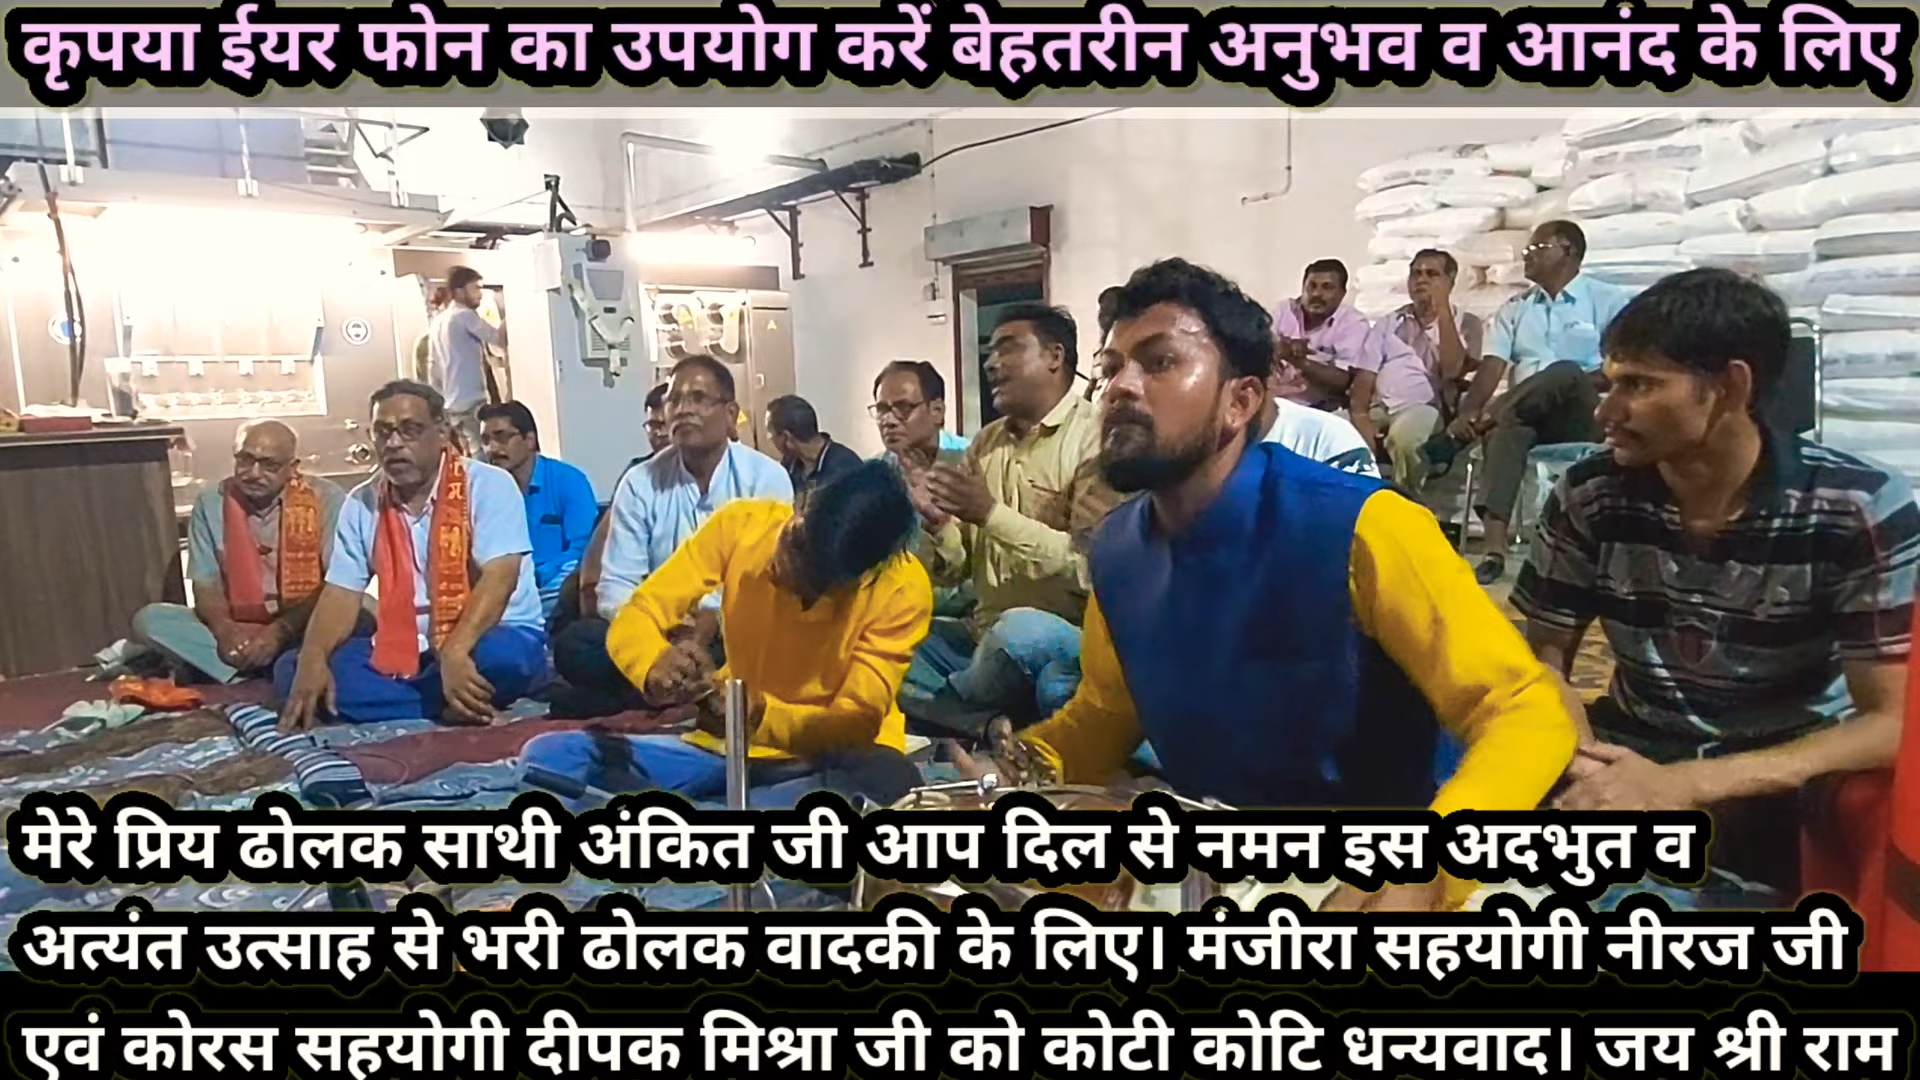 कृपया ईयर फोन का उपयोग करें बेहतरीन अनुभव व आनंद के लिए
मेरे प्रिय ढोलक साथी अंकित जी आप दिल से नमन इस अदभुत व
अत्यंत उत्साह से भरी ढोलक वादकी के लिए। मंजीरा सहयोगी नीरज जी
एवं कोरस सहयोगी दीपक मिश्रा जी को कोटी कोटि धन्यवाद। जय श्री राम